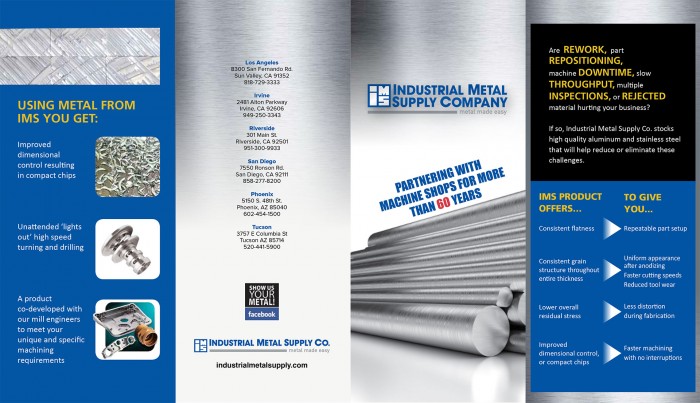 USING METAL FROM
IMS YOU GET:
Improved
dimensional
control resulting
in compact chips
Unattended 'lights
out' high speed
turning and drilling
A product
co-developed with
our mill engineers
to meet your
unique and specific
machining
requirements
Los Angeles
8300 San Fernando Rd.
Sun Valley, CA 91352
818-729-3333
Irvine
2481 Alton Parkway
Irvine, CA 92606
949-250-3343
Riverside
301 Main St.
Riverside, CA 92501
951-300-9933
San Diego
7550 Ronson Rd.
San Diego, CA 92111
858-277-8200
Phoenix
5150 S. 48th St.
Phoenix, AZ 85040
602-454-1500
Tucson
3757 E Columbia St
Tucson AZ 85714
520-441-5900
SHOW US
YOUR
METAL!
facebook
IMS INDUSTRIAL METAL SUPPLY CO.
metal made easy
industrialmetalsupply.com
IMS INDUSTRIAL METAL
SUPPLY COMPANY
metal made easy
PARTNERING WITH
MACHINE SHOPS FOR MORE
THAN 60 YEARS
Are REWORK, part
REPOSITIONING,
machine DOWNTIME, slow
THROUGHPUT, multiple
INSPECTIONS, or REJECTED
material hurting your business?
If so, Industrial Metal Supply Co. stocks
high quality aluminum and stainless steel
that will help reduce or eliminate these
challenges.
IMS PRODUCT
OFFERS...
TO GIVE
YOU...
Consistent flatness
Repeatable part setup
Consistent grain
structure throughout
entire thickness
Uniform appearance
after anodizing
Faster cutting speeds
Reduced tool wear
Lower overall
residual stress
Less distortion
during fabrication
Improved
dimensional control,
or compact chips
Faster machining
with no interruptions